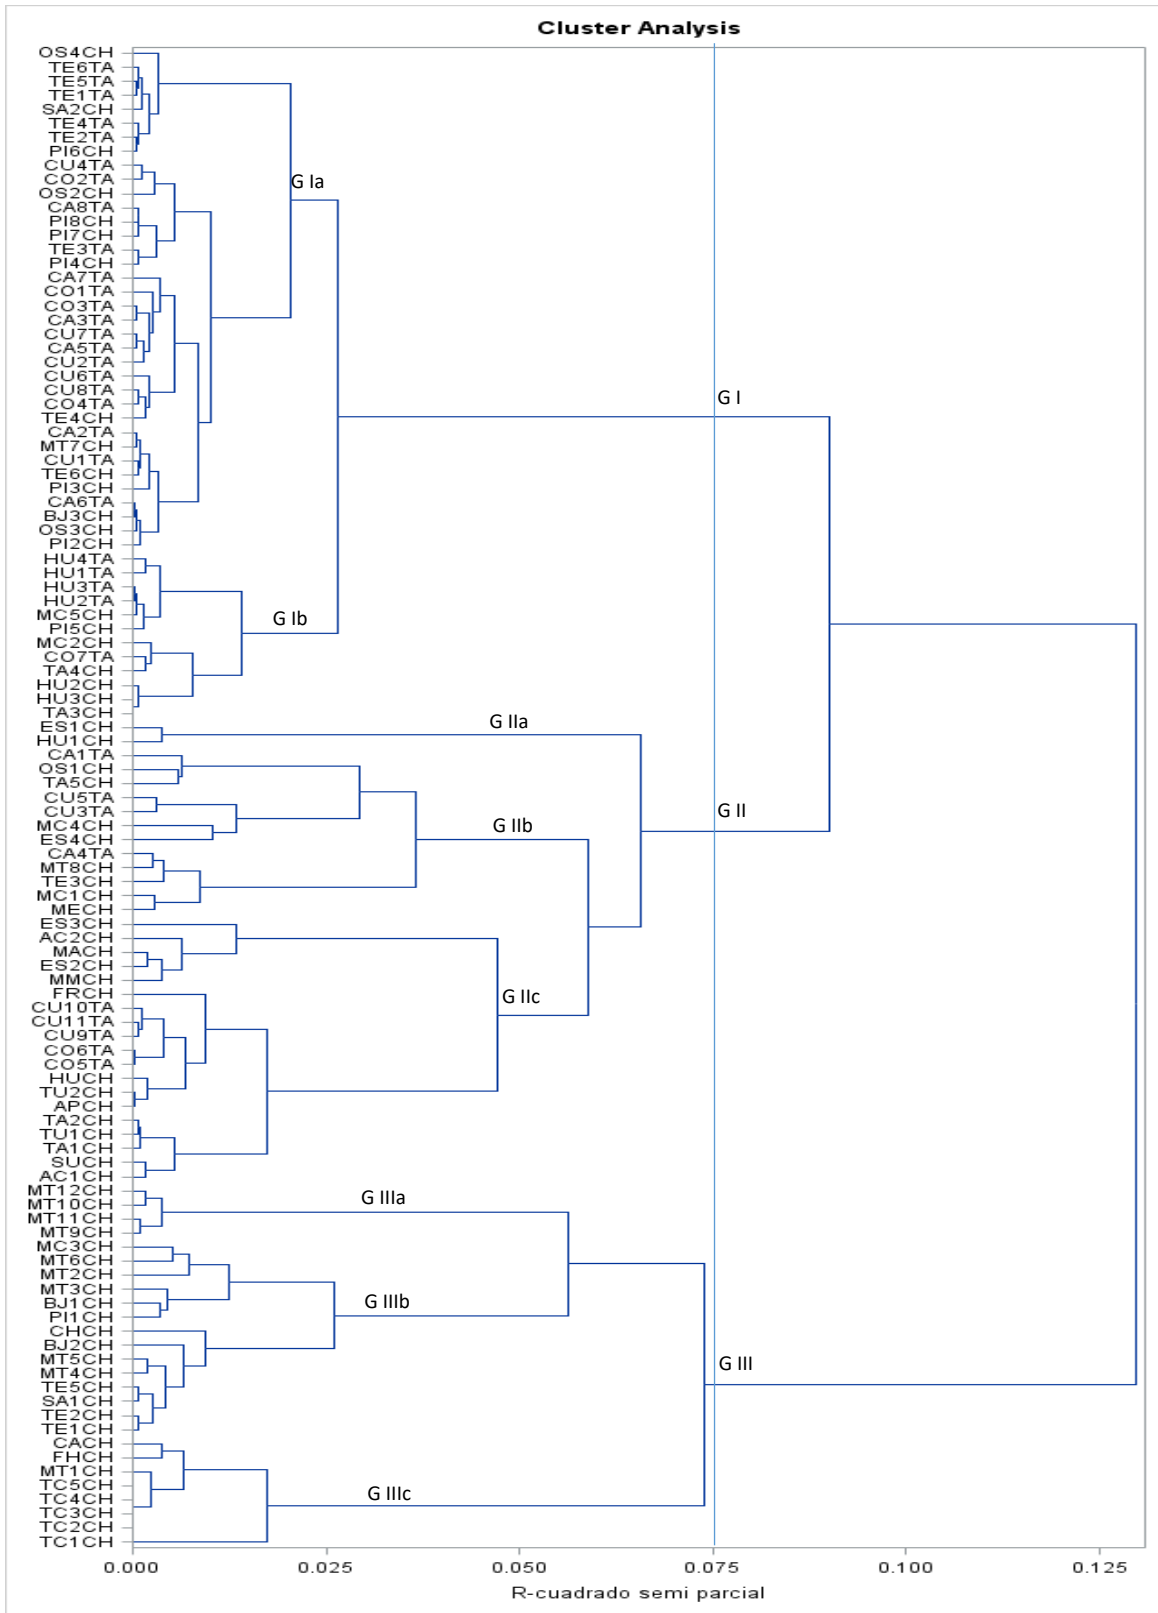 Cluster Analysis
OS4CH
TE6TA
TE5TA
TE1TA
SA2CH
TE4TA
TE2TA
PI6CH
CU4TA
CO2TA
G Ia
OS2CH
CA8TA
PI8CH
PI7CH
TE3TA
PI4CH
CA7TA
CO1TA
CO3TA
CA3TA
CU7TA
CA5TA
CU2TA
CU6TA
CU8TA
G I
CO4TA
TE4CH
CA2TA
MT7CH
CU1TA
TE6CH
PI3CH
CA6TA
BJ3CH
OS3CH
PI2CH
HU4TA
HU1TA
HU3TA
HU2TA
MC5CH
G Ib
PI5CH
MC2CH
CO7TA
TA4CH
HU2CH
HU3CH
TA3CH
G IIa
ES1CH
HU1CH
CA1TA
OS1CH
TA5CH
CU5TA
CU3TA
G II
MC4CH
G IIb
ES4CH
CA4TA
MT8CH
TE3CH
MC1CH
MECH
ES3CH
AC2CH
MACH
ES2CH
MMCH
FRCH
G IIc
CU10TA
CU11TA
CU9TA
CO6TA
CO5TA
HUCH
TU2CH
APCH
TA2CH
TU1CH
TA1CH
SUCH
AC1CH
MT12CH
G IIIa
MT10CH
MT11CH
MT9CH
MC3CH
MT6CH
MT2CH
MT3CH
BJ1CH
G IIIb
PI1CH
CHCH
BJ2CH
MT5CH
G III
MT4CH
TE5CH
SA1CH
TE2CH
TE1CH
CACH
FHCH
MT1CH
TC5CH
G IIIc
TC4CH
TC3CH
TC2CH
TC1CH
0.000 0.025 0.050 0.075 0.100 0.125
R-cuadrado semi parcial